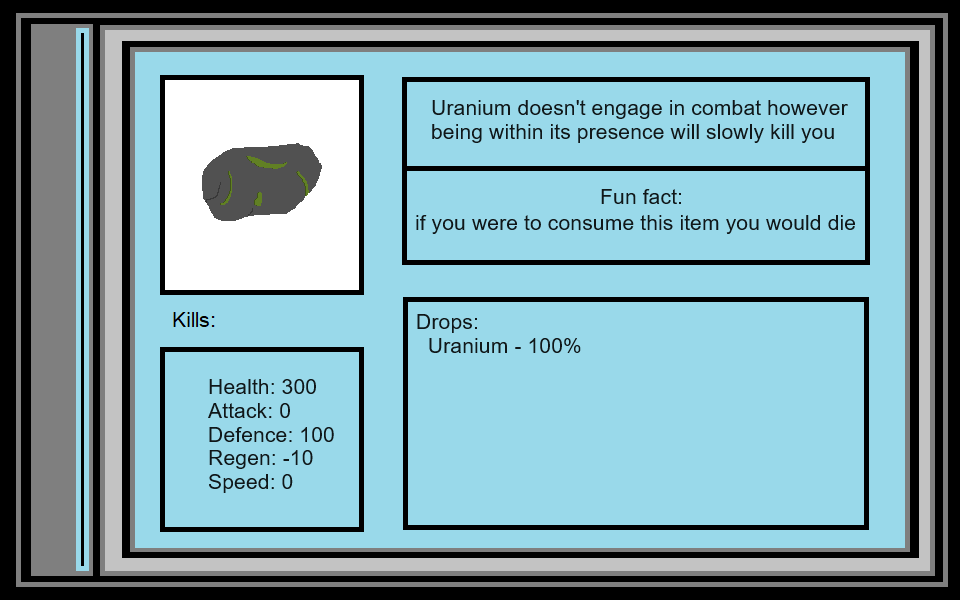 Uranium doesn't engage in combat however
being within its presence will slowly kill you
Fun fact:
if you were to consume this item you would die
Kills:
Health: 300
Attack: 0
Defence: 100
Regen: -10
Speed: 0
Drops:
Uranium - 100%